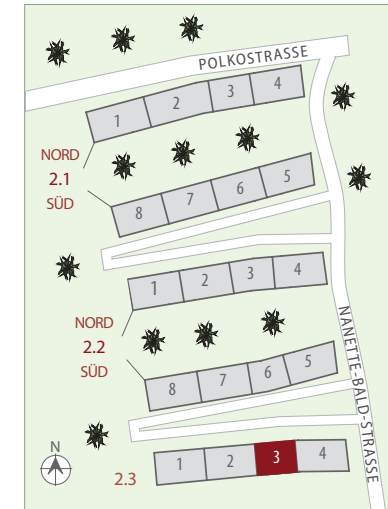 POLKOSTRASSE
1 2 3 4
NORD
2.1
SÜD
8 7 6 5
1 2 3 4
NORD
2.2
SÜD
8 7 6 5
NANETTE-BALD-STRASSE
N
2.3
1 2 3 4